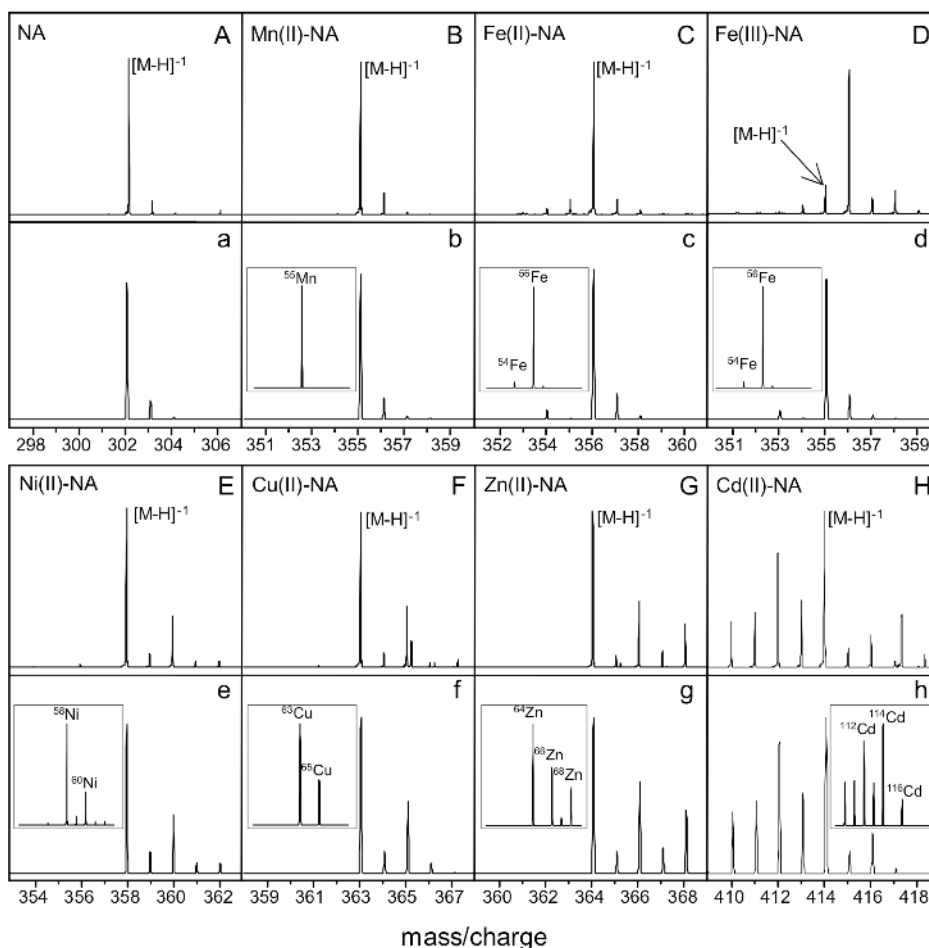 NA A Mn(II)-NA B Fe(II)-NA C Fe(III)-NA D
[M-H]⁻¹ [M-H]⁻¹ [M-H]⁻¹
[M-H]⁻¹
a b c d
⁵⁵Mn ⁵⁶Fe ⁵⁶Fe
⁵⁴Fe ⁵⁴Fe
298 300 302 304 306 351 353 355 357 359 352 354 356 358 360 351 353 355 357 359
Ni(II)-NA E Cu(II)-NA F Zn(II)-NA G Cd(II)-NA H
[M-H]⁻¹ [M-H]⁻¹ [M-H]⁻¹ [M-H]⁻¹
e f g h
⁵⁸Ni ⁶³Cu ⁶⁴Zn ¹¹⁴Cd
¹¹²Cd
⁶⁰Ni ⁶⁵Cu ⁶⁶Zn
⁶⁸Zn ¹¹⁶Cd
354 356 358 360 362 359 361 363 365 367 360 362 364 366 368 410 412 414 416 418
mass/charge